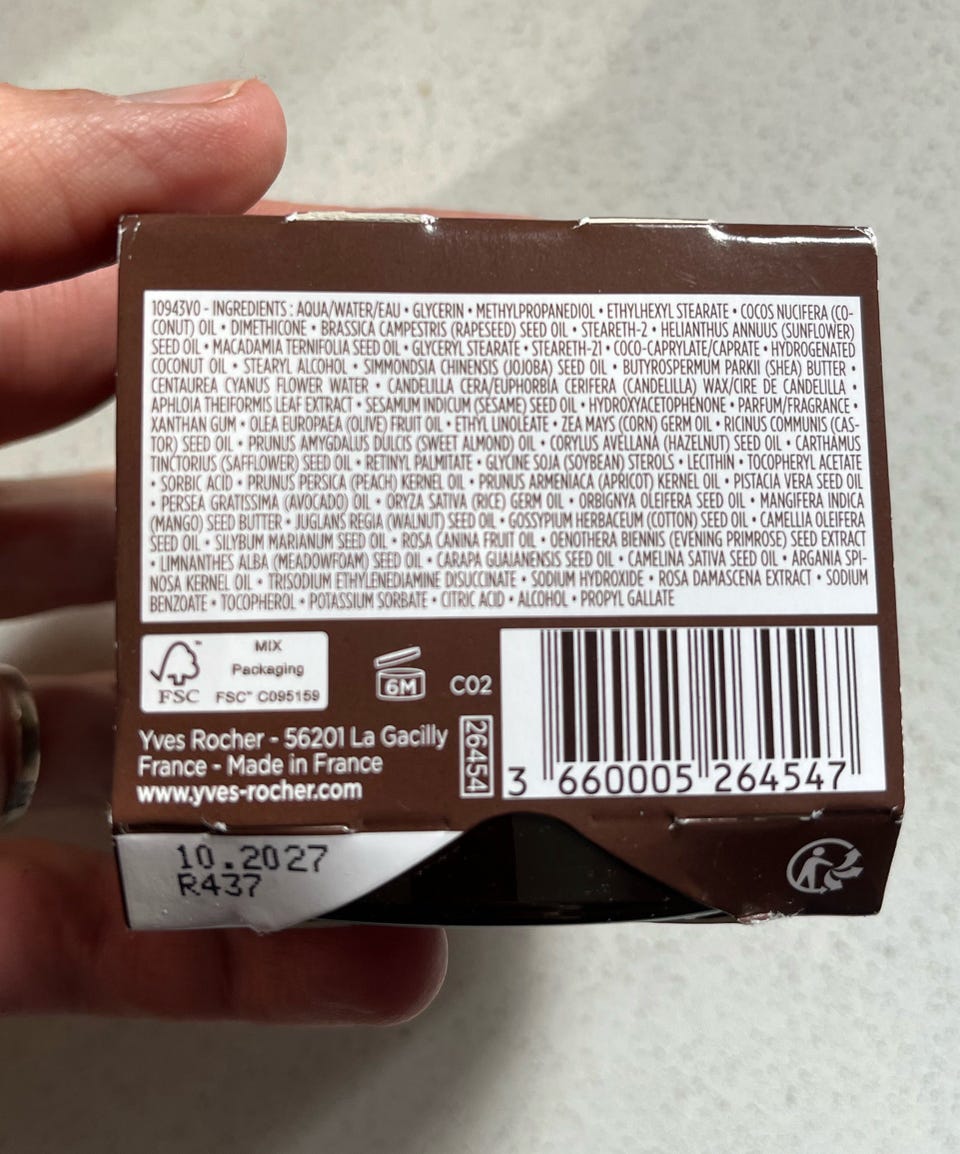 10943V0 - INGREDIENTS : AQUA/WATER/EAU • GLYCERIN • METHYLPROPANEDIOL • ETHYLHEXYL STEARATE • COCOS NUCIFERA (CO-
CONUT) OIL • DIMETHICONE • BRASSICA CAMPESTRIS (RAPESEED) SEED OIL • STEARETH-2 • HELIANTHUS ANNUUS (SUNFLOWER)
SEED OIL • MACADAMIA TERNIFOLIA SEED OIL • GLYCERYL STEARATE • STEARETH-21 • COCO-CAPRYLATE/CAPRATE • HYDROGENATED
COCONUT OIL • STEARYL ALCOHOL • SIMMONDSIA CHINENSIS (JOJOBA) SEED OIL • BUTYROSPERMUM PARKII (SHEA) BUTTER •
CENTAUREA CYANUS FLOWER WATER • CANDELILLA CERA/EUPHORBIA CERIFERA (CANDELILLA) WAX/CIRE DE CANDELILLA •
APHLOIA THEIFORMIS LEAF EXTRACT • SESAMUM INDICUM (SESAME) SEED OIL • HYDROXYACETOPHENONE • PARFUM/FRAGRANCE •
XANTHAN GUM • OLEA EUROPAEA (OLIVE) FRUIT OIL • ETHYL LINOLEATE • ZEA MAYS (CORN) GERM OIL • RICINUS COMMUNIS (CAS-
TOR) SEED OIL • PRUNUS AMYGDALUS DULCIS (SWEET ALMOND) OIL • CORYLUS AVELLANA (HAZELNUT) SEED OIL • CARTHAMUS
TINCTORIUS (SAFFLOWER) SEED OIL • RETINYL PALMITATE • GLYCINE SOJA (SOYBEAN) STEROLS • LECITHIN • TOCOPHERYL ACETATE
• SORBIC ACID • PRUNUS PERSICA (PEACH) KERNEL OIL • PRUNUS ARMENIACA (APRICOT) KERNEL OIL • PISTACIA VERA SEED OIL
• PERSEA GRATISSIMA (AVOCADO) OIL • ORYZA SATIVA (RICE) GERM OIL • ORBIGNYA OLEIFERA SEED OIL • MANGIFERA INDICA
(MANGO) SEED BUTTER • JUGLANS REGIA (WALNUT) SEED OIL • GOSSYPIUM HERBACEUM (COTTON) SEED OIL • CAMELLIA OLEIFERA
SEED OIL • SILYBUM MARIANUM SEED OIL • ROSA CANINA FRUIT OIL • OENOTHERA BIENNIS (EVENING PRIMROSE) SEED EXTRACT
• LIMNANTHES ALBA (MEADOWFOAM) SEED OIL • CARAPA GUAIANENSIS SEED OIL • CAMELINA SATIVA SEED OIL • ARGANIA SPI-
NOSA KERNEL OIL • TRISODIUM ETHYLENEDIAMINE DISUCCINATE • SODIUM HYDROXIDE • ROSA DAMASCENA EXTRACT • SODIUM
BENZOATE • TOCOPHEROL • POTASSIUM SORBATE • CITRIC ACID • ALCOHOL • PROPYL GALLATE
MIX
Packaging
FSC™ C095159
FSC
6M
C02
26454
Yves Rocher - 56201 La Gacilly
France - Made in France
www.yves-rocher.com
3 660005 264547
10.2027
R437